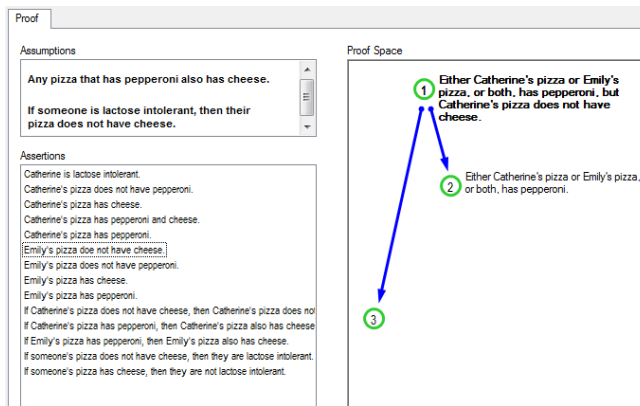 Proof
Assumptions
Any pizza that has pepperoni also has cheese.
If someone is lactose intolerant, then their
pizza does not have cheese.
Assertions
Catherine is lactose intolerant.
Catherine's pizza does not have pepperoni.
Catherine's pizza has cheese.
Catherine's pizza has pepperoni and cheese.
Catherine's pizza has pepperoni.
Emily's pizza doe not have cheese.
Emily's pizza does not have pepperoni.
Emily's pizza has cheese.
Emily's pizza has pepperoni.
If Catherine's pizza does not have cheese, then Catherine's pizza does not
If Catherine's pizza has pepperoni, then Catherine's pizza also has cheese
If Emily's pizza has pepperoni, then Emily's pizza also has cheese.
If someone's pizza does not have cheese, then they are lactose intolerant.
If someone's pizza has cheese, then they are not lactose intolerant.
Proof Space
1
Either Catherine's pizza or Emily's
pizza, or both, has pepperoni, but
Catherine's pizza does not have
cheese.
2
Either Catherine's pizza or Emily's pizza,
or both, has pepperoni.
3